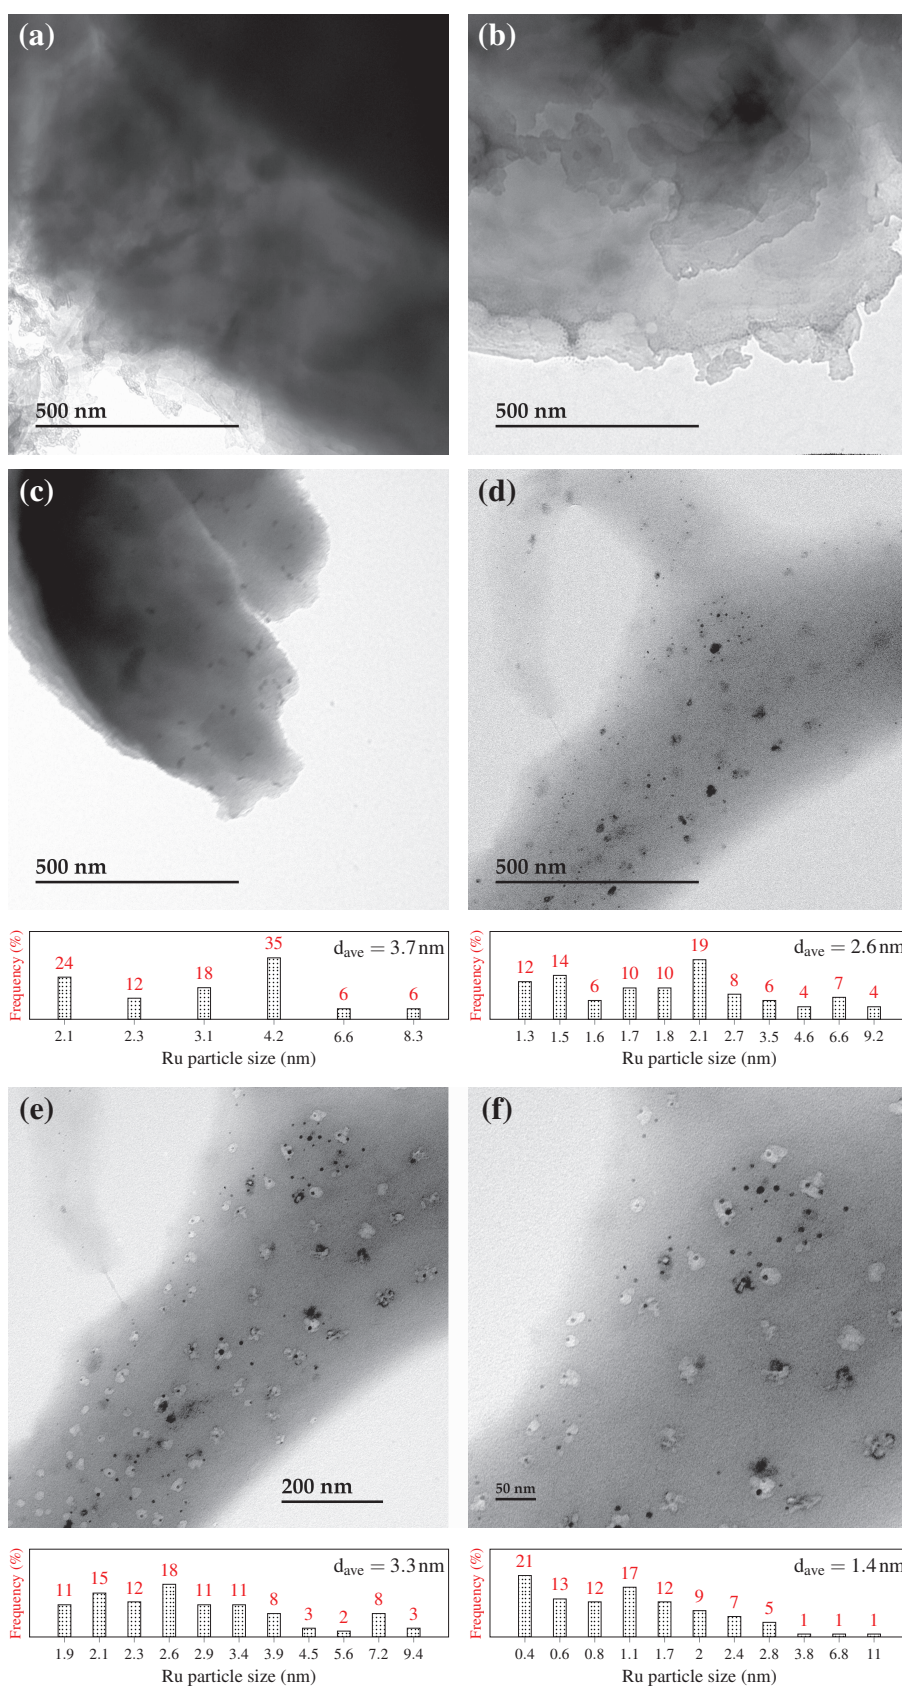 (a)
500 nm
(b)
500 nm
(c)
500 nm
(d)
500 nm
Frequency (%)
24 12 18 35 6 6
d_ave = 3.7 nm
2.1 2.3 3.1 4.2 6.6 8.3
Ru particle size (nm)
Frequency (%)
12 14 6 10 10 19 8 6 4 7 4
d_ave = 2.6 nm
1.3 1.5 1.6 1.7 1.8 2.1 2.7 3.5 4.6 6.6 9.2
Ru particle size (nm)
(e)
200 nm
(f)
50 nm
Frequency (%)
11 15 12 18 11 11 8 3 2 8 3
d_ave = 3.3 nm
1.9 2.1 2.3 2.6 2.9 3.4 3.9 4.5 5.6 7.2 9.4
Ru particle size (nm)
Frequency (%)
21 13 12 17 12 9 7 5 1 1 1
d_ave = 1.4 nm
0.4 0.6 0.8 1.1 1.7 2 2.4 2.8 3.8 6.8 11
Ru particle size (nm)